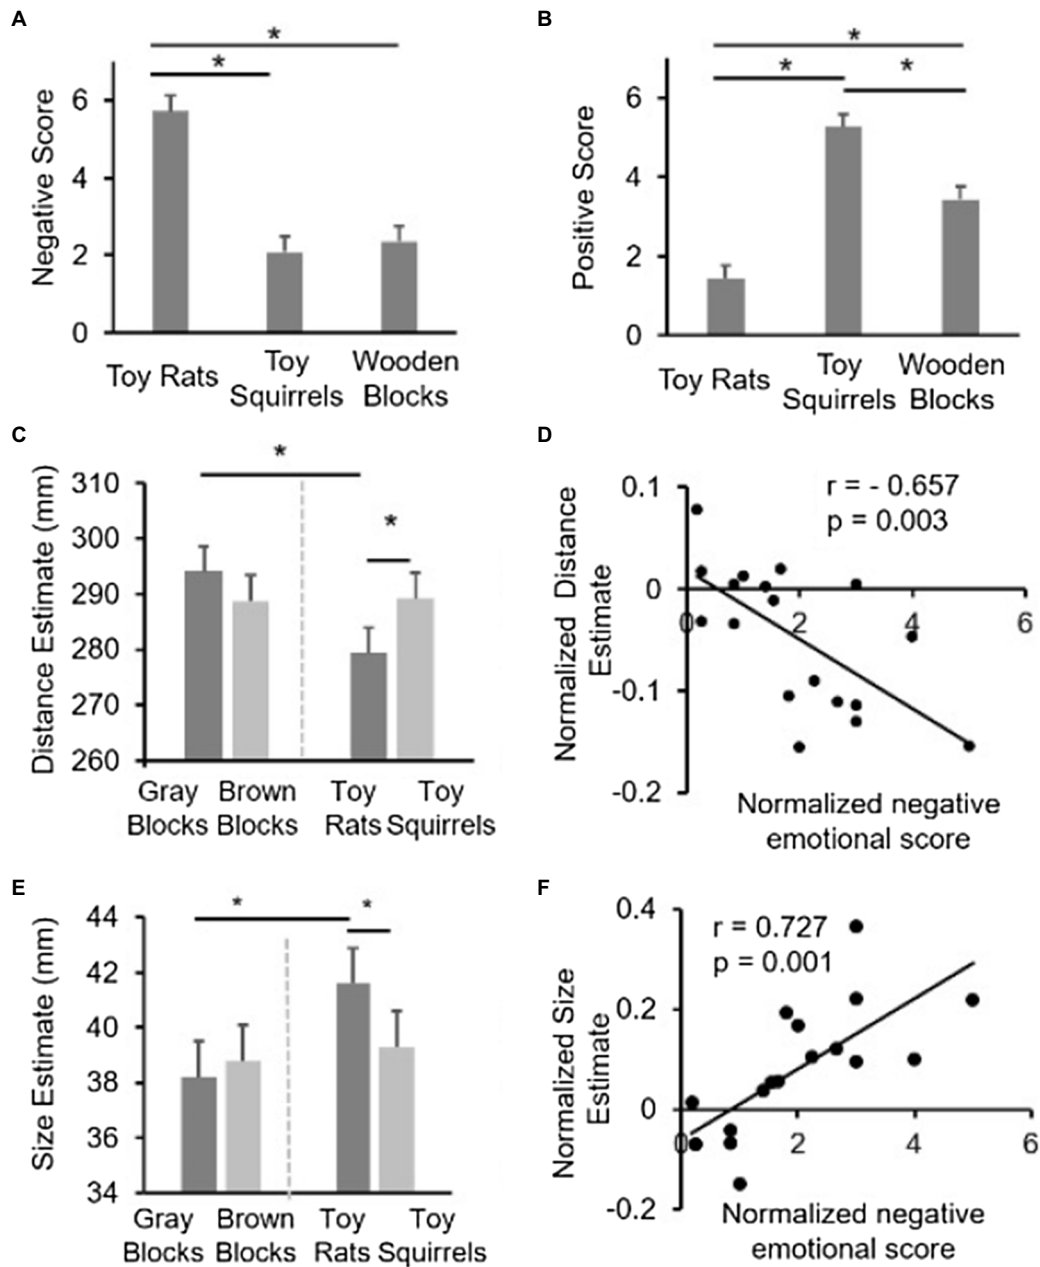 A
*
*
Negative Score
6
4
2
0
Toy Rats
Toy
Squirrels
Wooden
Blocks
B
*
*
*
Positive Score
6
4
2
0
Toy Rats
Toy
Squirrels
Wooden
Blocks
C
*
*
Distance Estimate (mm)
310
300
290
280
270
260
Gray
Blocks
Brown
Blocks
Toy
Rats
Toy
Squirrels
D
r = - 0.657
p = 0.003
Normalized Distance
Estimate
0.1
0
-0.1
-0.2
0
2
4
6
Normalized negative
emotional score
E
*
*
Size Estimate (mm)
44
42
40
38
36
34
Gray
Blocks
Brown
Blocks
Toy
Rats
Toy
Squirrels
F
r = 0.727
p = 0.001
Normalized Size
Estimate
0.4
0.2
0
-0.2
0
2
4
6
Normalized negative
emotional score